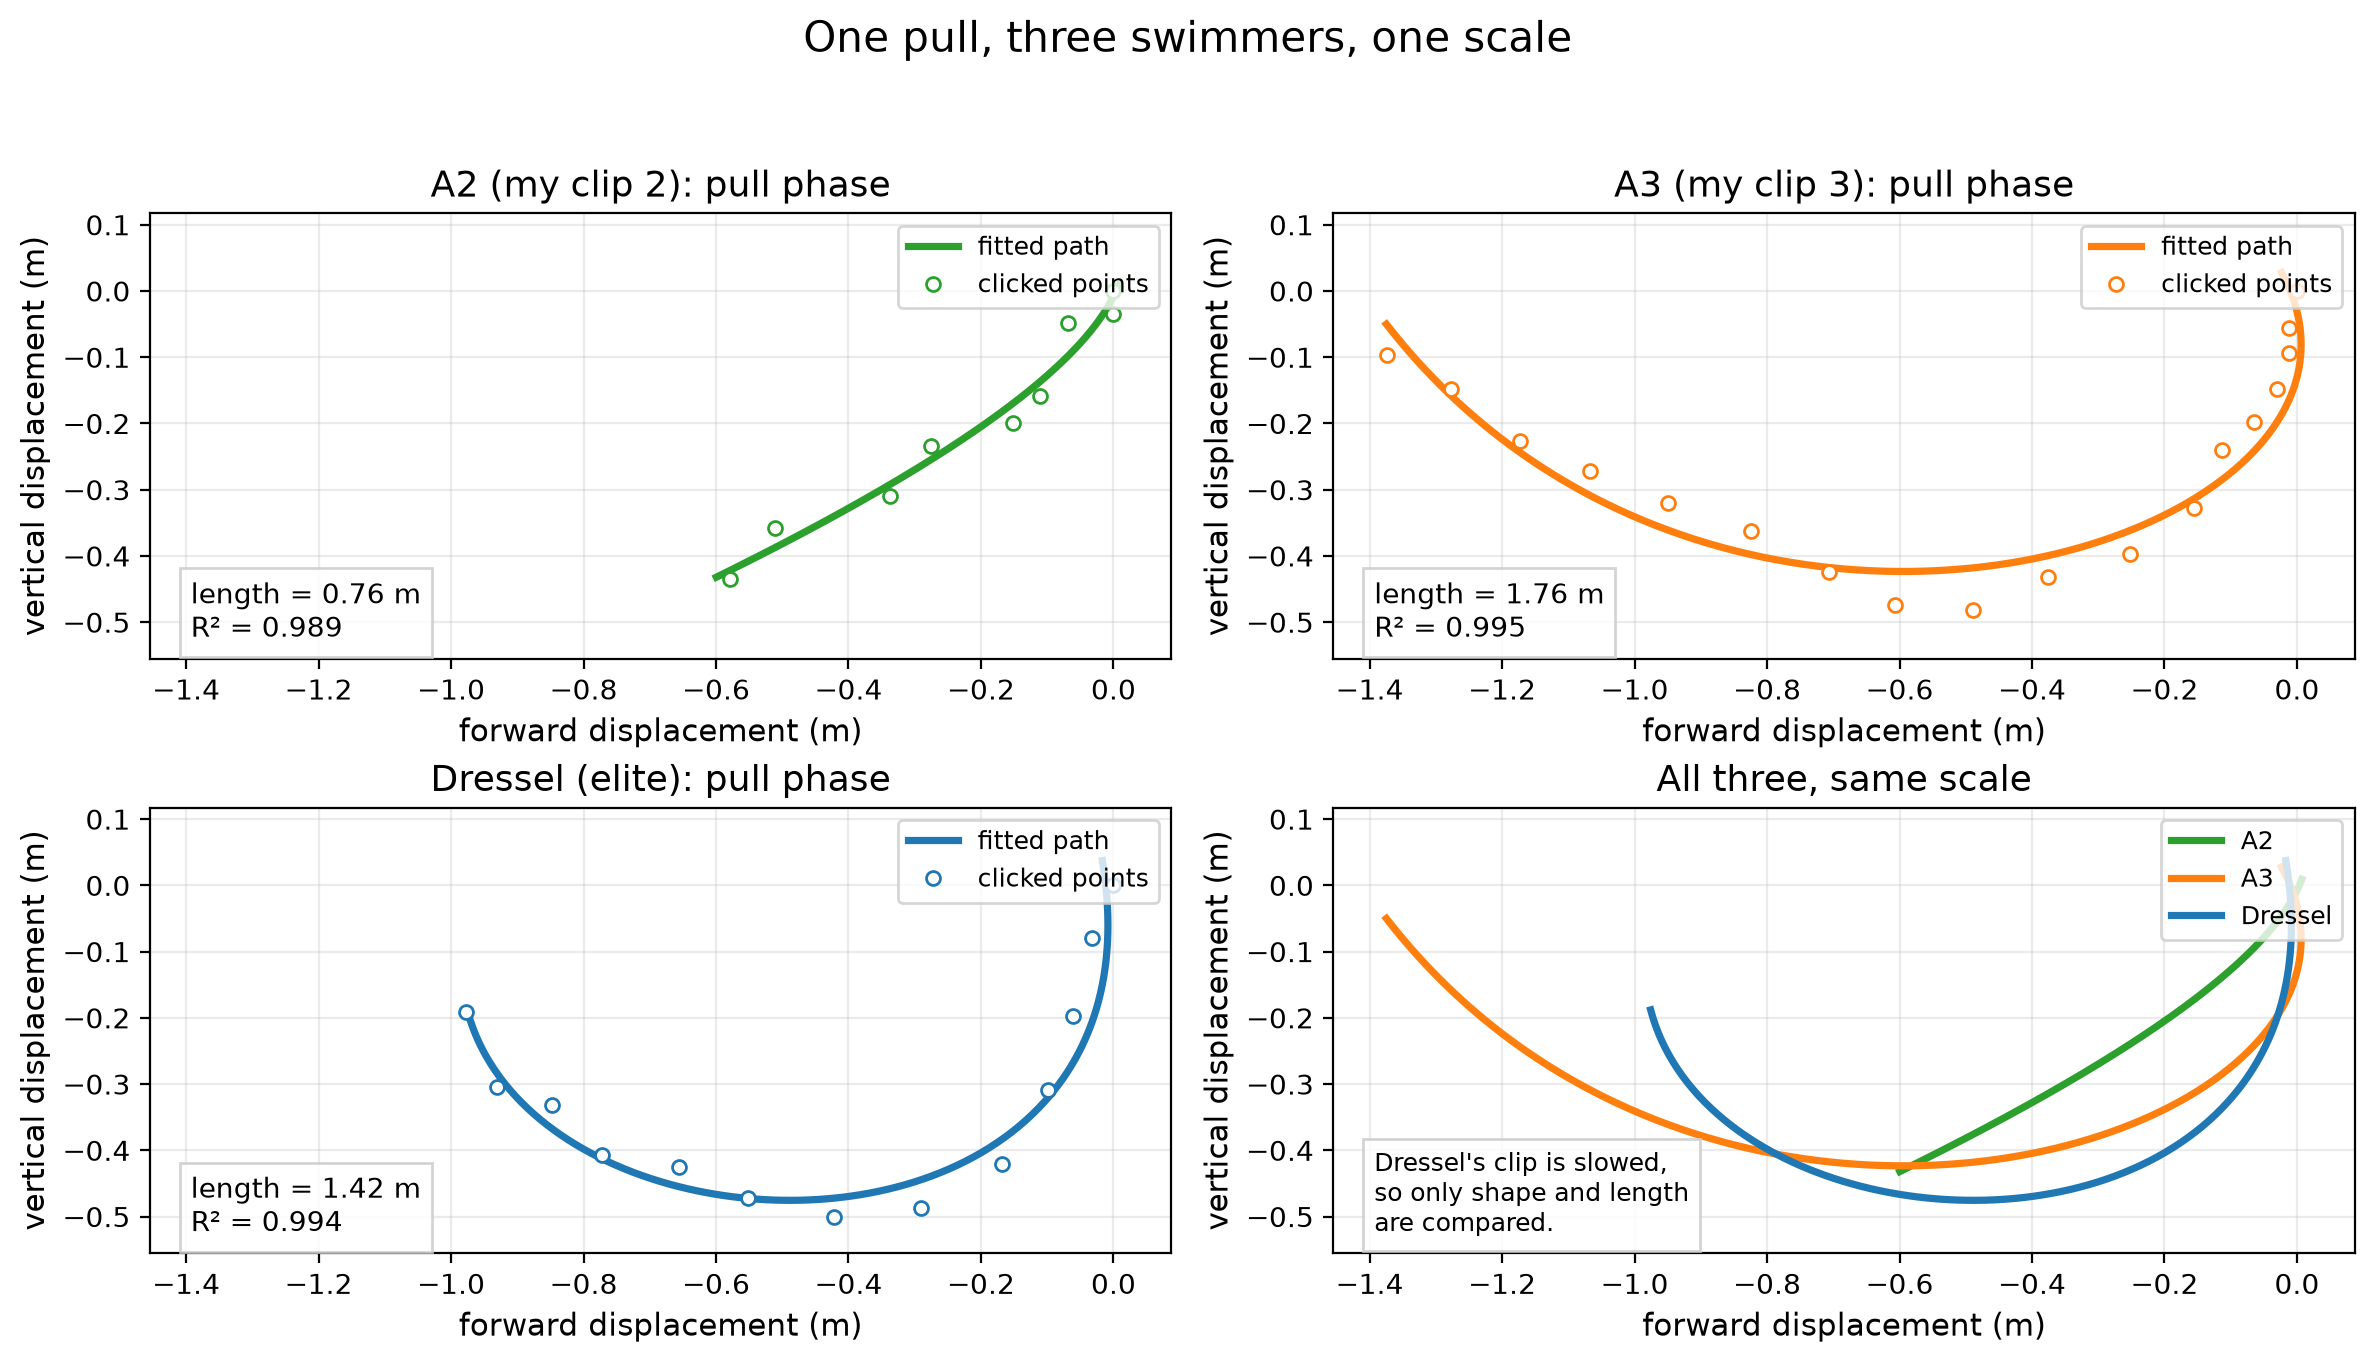 One pull, three swimmers, one scale
A2 (my clip 2): pull phase
vertical displacement (m)
0.1
0.0
−0.1
−0.2
−0.3
−0.4
−0.5
fitted path
clicked points
length = 0.76 m
R² = 0.989
−1.4 −1.2 −1.0 −0.8 −0.6 −0.4 −0.2 0.0
forward displacement (m)
A3 (my clip 3): pull phase
vertical displacement (m)
0.1
0.0
−0.1
−0.2
−0.3
−0.4
−0.5
fitted path
clicked points
length = 1.76 m
R² = 0.995
−1.4 −1.2 −1.0 −0.8 −0.6 −0.4 −0.2 0.0
forward displacement (m)
Dressel (elite): pull phase
vertical displacement (m)
0.1
0.0
−0.1
−0.2
−0.3
−0.4
−0.5
fitted path
clicked points
length = 1.42 m
R² = 0.994
−1.4 −1.2 −1.0 −0.8 −0.6 −0.4 −0.2 0.0
forward displacement (m)
All three, same scale
vertical displacement (m)
0.1
0.0
−0.1
−0.2
−0.3
−0.4
−0.5
A2
A3
Dressel
Dressel's clip is slowed,
so only shape and length
are compared.
−1.4 −1.2 −1.0 −0.8 −0.6 −0.4 −0.2 0.0
forward displacement (m)